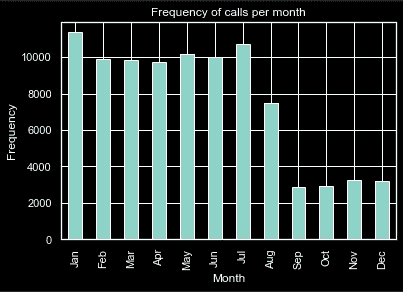 Frequency of calls per month
Frequency
10000
8000
6000
4000
2000
0
Jan Feb Mar Apr May Jun Jul Aug Sep Oct Nov Dec
Month